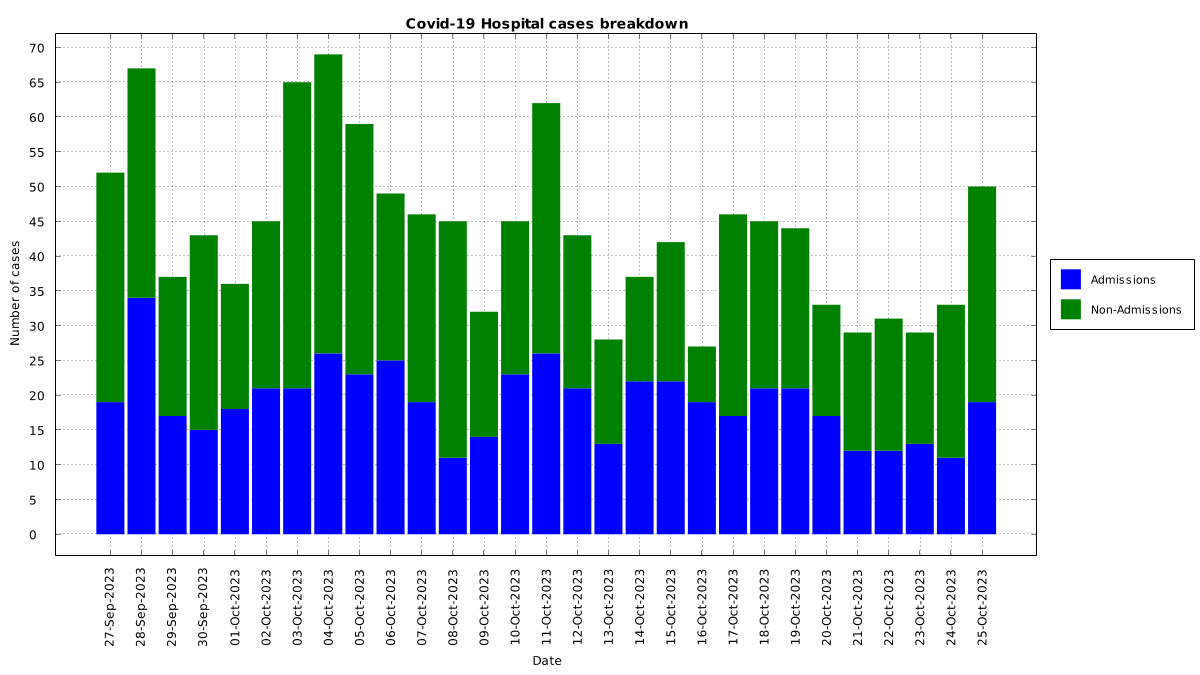 Covid-19 Hospital cases breakdown
70
65
60
55
50
45
40
35
30
25
20
15
10
5
0
Number of cases
Admissions
Non-Admissions
27-Sep-2023
28-Sep-2023
29-Sep-2023
30-Sep-2023
01-Oct-2023
02-Oct-2023
03-Oct-2023
04-Oct-2023
05-Oct-2023
06-Oct-2023
07-Oct-2023
08-Oct-2023
09-Oct-2023
10-Oct-2023
11-Oct-2023
12-Oct-2023
13-Oct-2023
14-Oct-2023
15-Oct-2023
16-Oct-2023
17-Oct-2023
18-Oct-2023
19-Oct-2023
20-Oct-2023
21-Oct-2023
22-Oct-2023
23-Oct-2023
24-Oct-2023
25-Oct-2023
Date